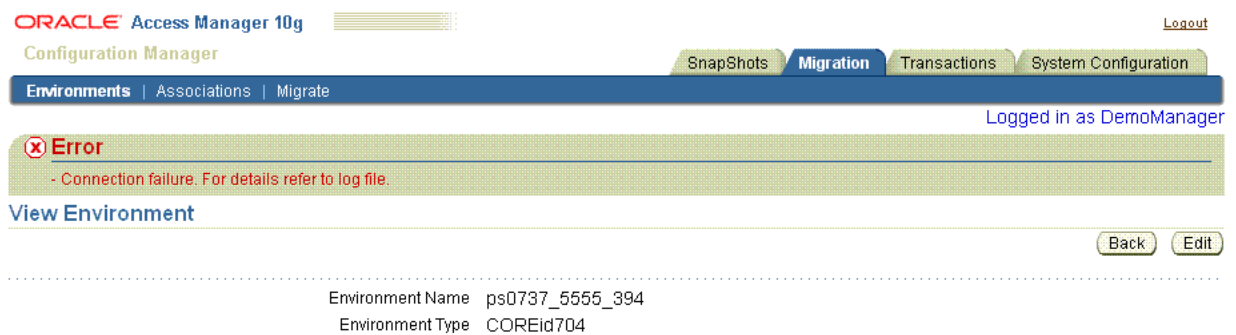 ORACLE Access Manager 10g
Logout
Configuration Manager
SnapShots Migration Transactions System Configuration
Environments | Associations | Migrate
Logged in as DemoManager
Error
- Connection failure. For details refer to log file.
View Environment
Back Edit
Environment Name ps0737_5555_394
Environment Type COREid704